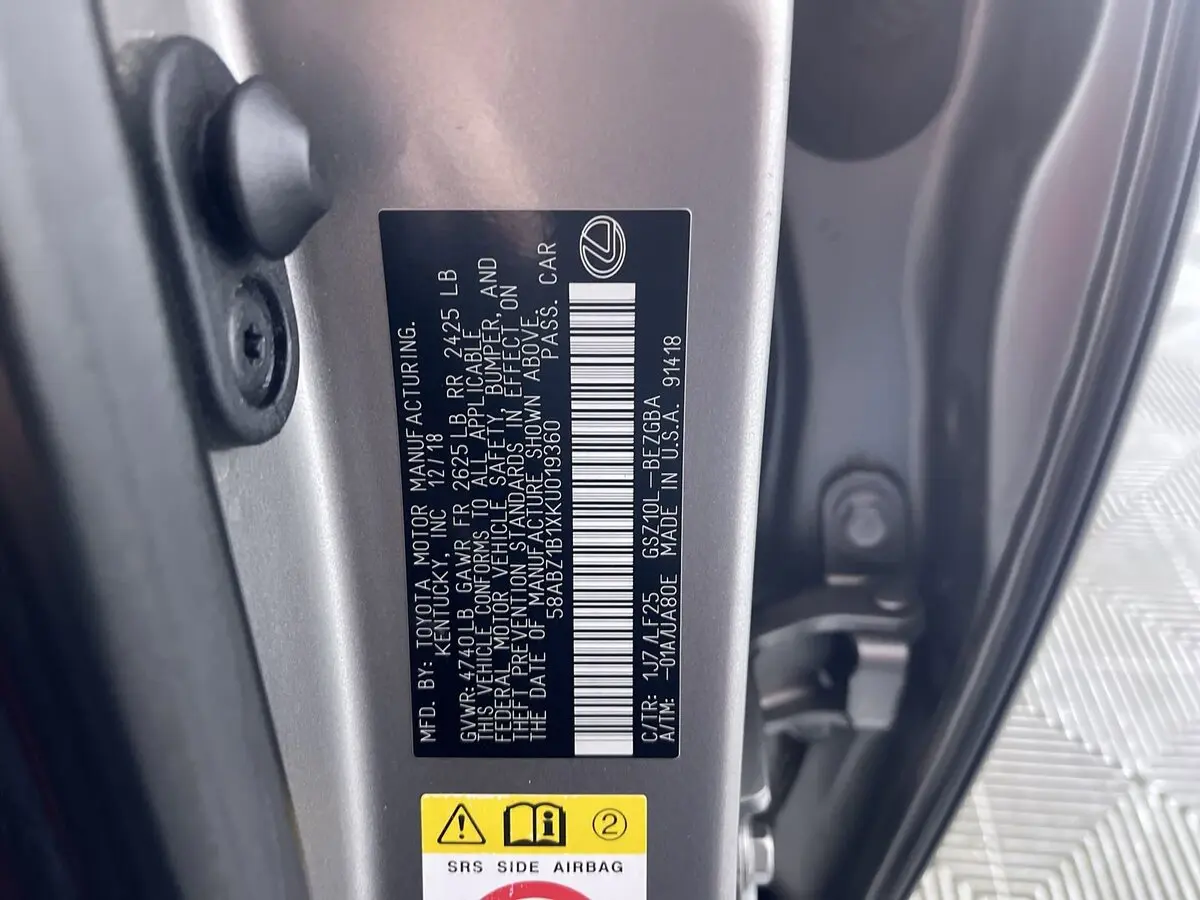 MFD. BY: TOYOTA MOTOR MANUFACTURING.
KENTUCKY, INC 12/18
GVWR: 4740LB GAWR FR 2625 LB RR 2425 LB
THIS VEHICLE CONFORMS TO ALL APPLICABLE
FEDERAL MOTOR VEHICLE SAFETY, BUMPER, AND
THEFT PREVENTION STANDARDS IN EFFECT ON
THE DATE OF MANUFACTURE SHOWN ABOVE.
58ABZ1B1XKU019360 PASS. CAR
C/TR: 1J7/LF25 GSZ10L-BEZGBA
A/TM: -01A/UA80E MADE IN U.S.A. 91418
2
SRS SIDE AIRBAG